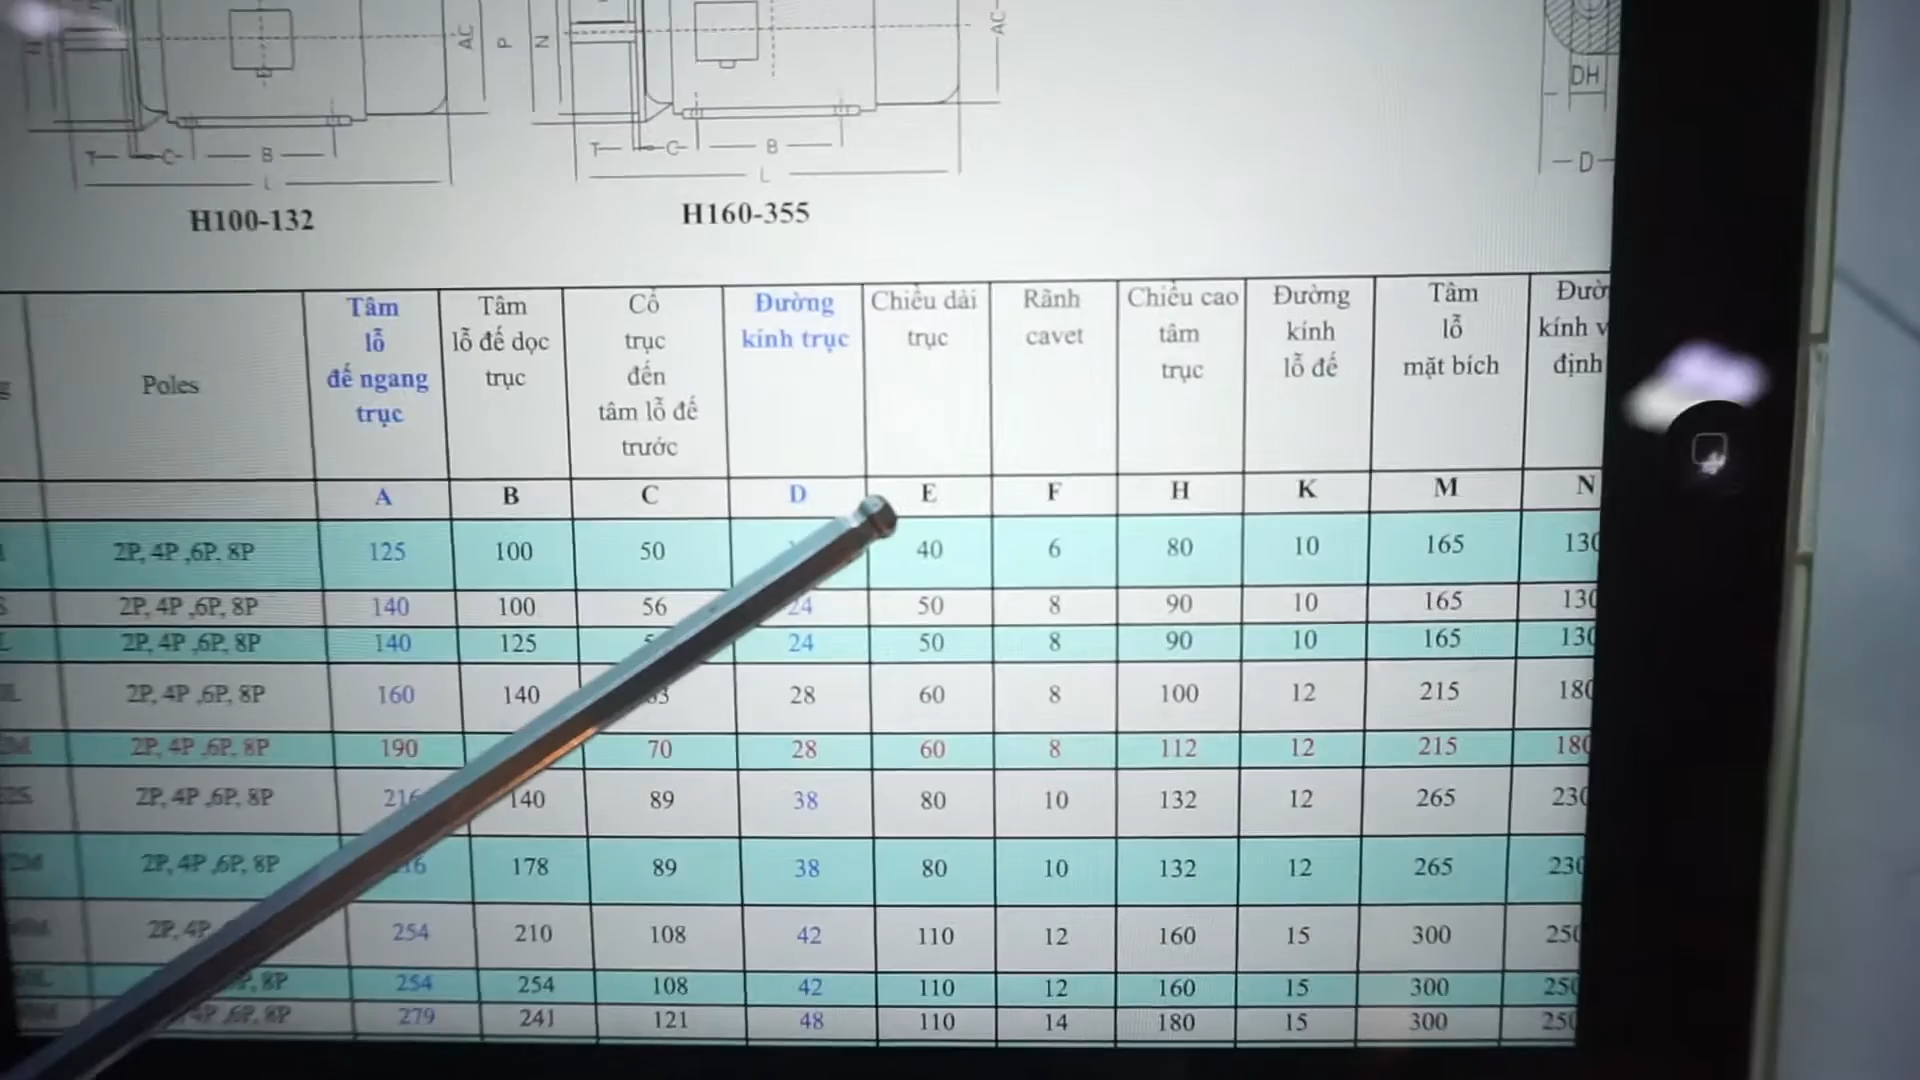 AC P N AC
DH
T C B L T C B L D
H100-132 H160-355
Poles
Tâm
lỗ
đế ngang
trục
Tâm
lỗ đế dọc
trục
Cổ
trục
đến
tâm lỗ đế
trước
Đường
kính trục
Chiều dài
trục
Rãnh
cavet
Chiều cao
tâm
trục
Đường
kính
lỗ đế
Tâm
lỗ
mặt bích
kính
định
A B C D E F H K M N
2P, 4P ,6P. 8P 125 100 50 40 6 80 10 165
2P, 4P ,6P, 8P 140 100 56 24 50 8 90 10 165
2P, 4P ,6P, 8P 140 125 24 50 8 90 10 165
2P, 4P ,6P, 8P 160 140 28 60 8 100 12 215
2P, 4P ,6P, 8P 190 70 28 60 8 112 12 215
2P, 4P ,6P, 8P 140 89 38 80 10 132 12 265
2P, 4P ,6P, 8P 178 89 38 80 10 132 12 265
2P, 4P 254 210 108 42 110 12 160 15 300
8P 254 254 108 42 110 12 160 15 300
4P ,6P, 8P 279 241 121 48 110 14 180 15 300